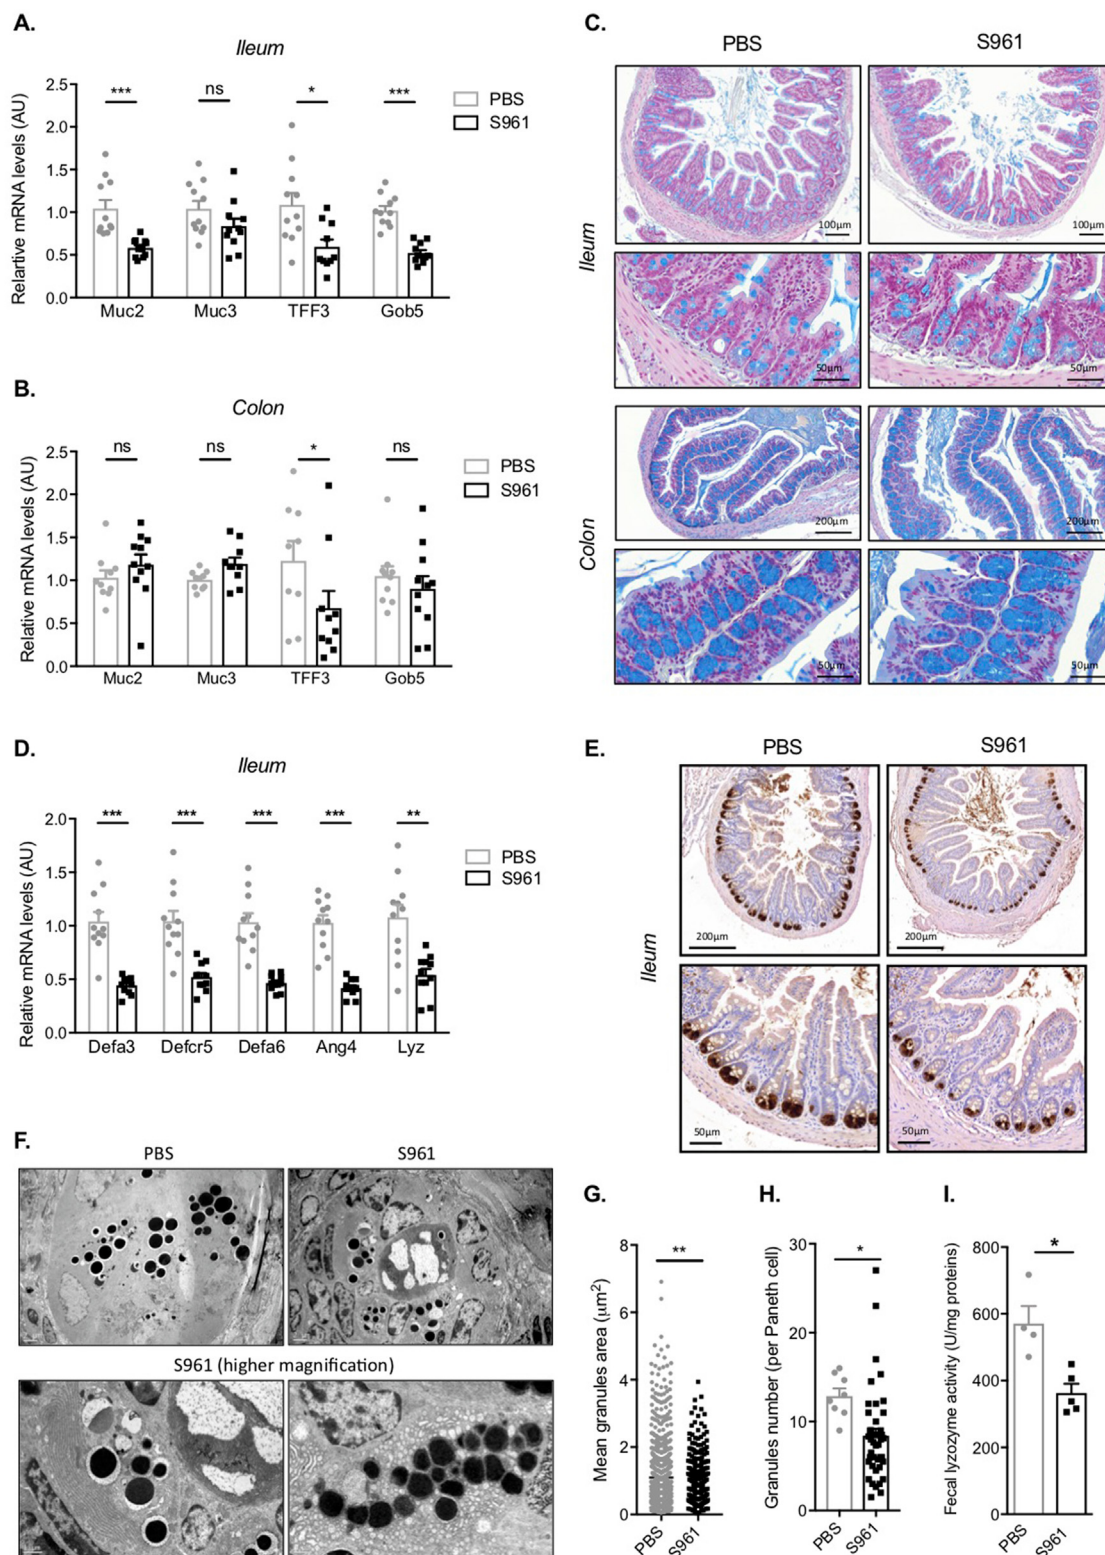 A.
Ileum
Relartive mRNA levels (AU)
2.5
2.0
1.5
1.0
0.5
0.0
***
ns
*
***
PBS
S961
Muc2
Muc3
TFF3
Gob5
B.
Colon
Relative mRNA levels (AU)
2.5
2.0
1.5
1.0
0.5
0.0
ns
ns
*
ns
PBS
S961
Muc2
Muc3
TFF3
Gob5
C.
PBS
S961
Ileum
100µm
100µm
50µm
50µm
Colon
200µm
200µm
50µm
50µm
D.
Ileum
Relative mRNA levels (AU)
2.0
1.5
1.0
0.5
0.0
***
***
***
***
**
PBS
S961
Defa3
Defcr5
Defa6
Ang4
Lyz
E.
PBS
S961
Ileum
200µm
200µm
50µm
50µm
F.
PBS
S961
S961 (higher magnification)
G.
Mean granules area (µm²)
8
6
4
2
0
**
PBS
S961
H.
Granules number (per Paneth cell)
30
20
10
0
*
PBS
S961
I.
Fecal lyzozyme activity (U/mg proteins)
800
600
400
200
0
*
PBS
S961